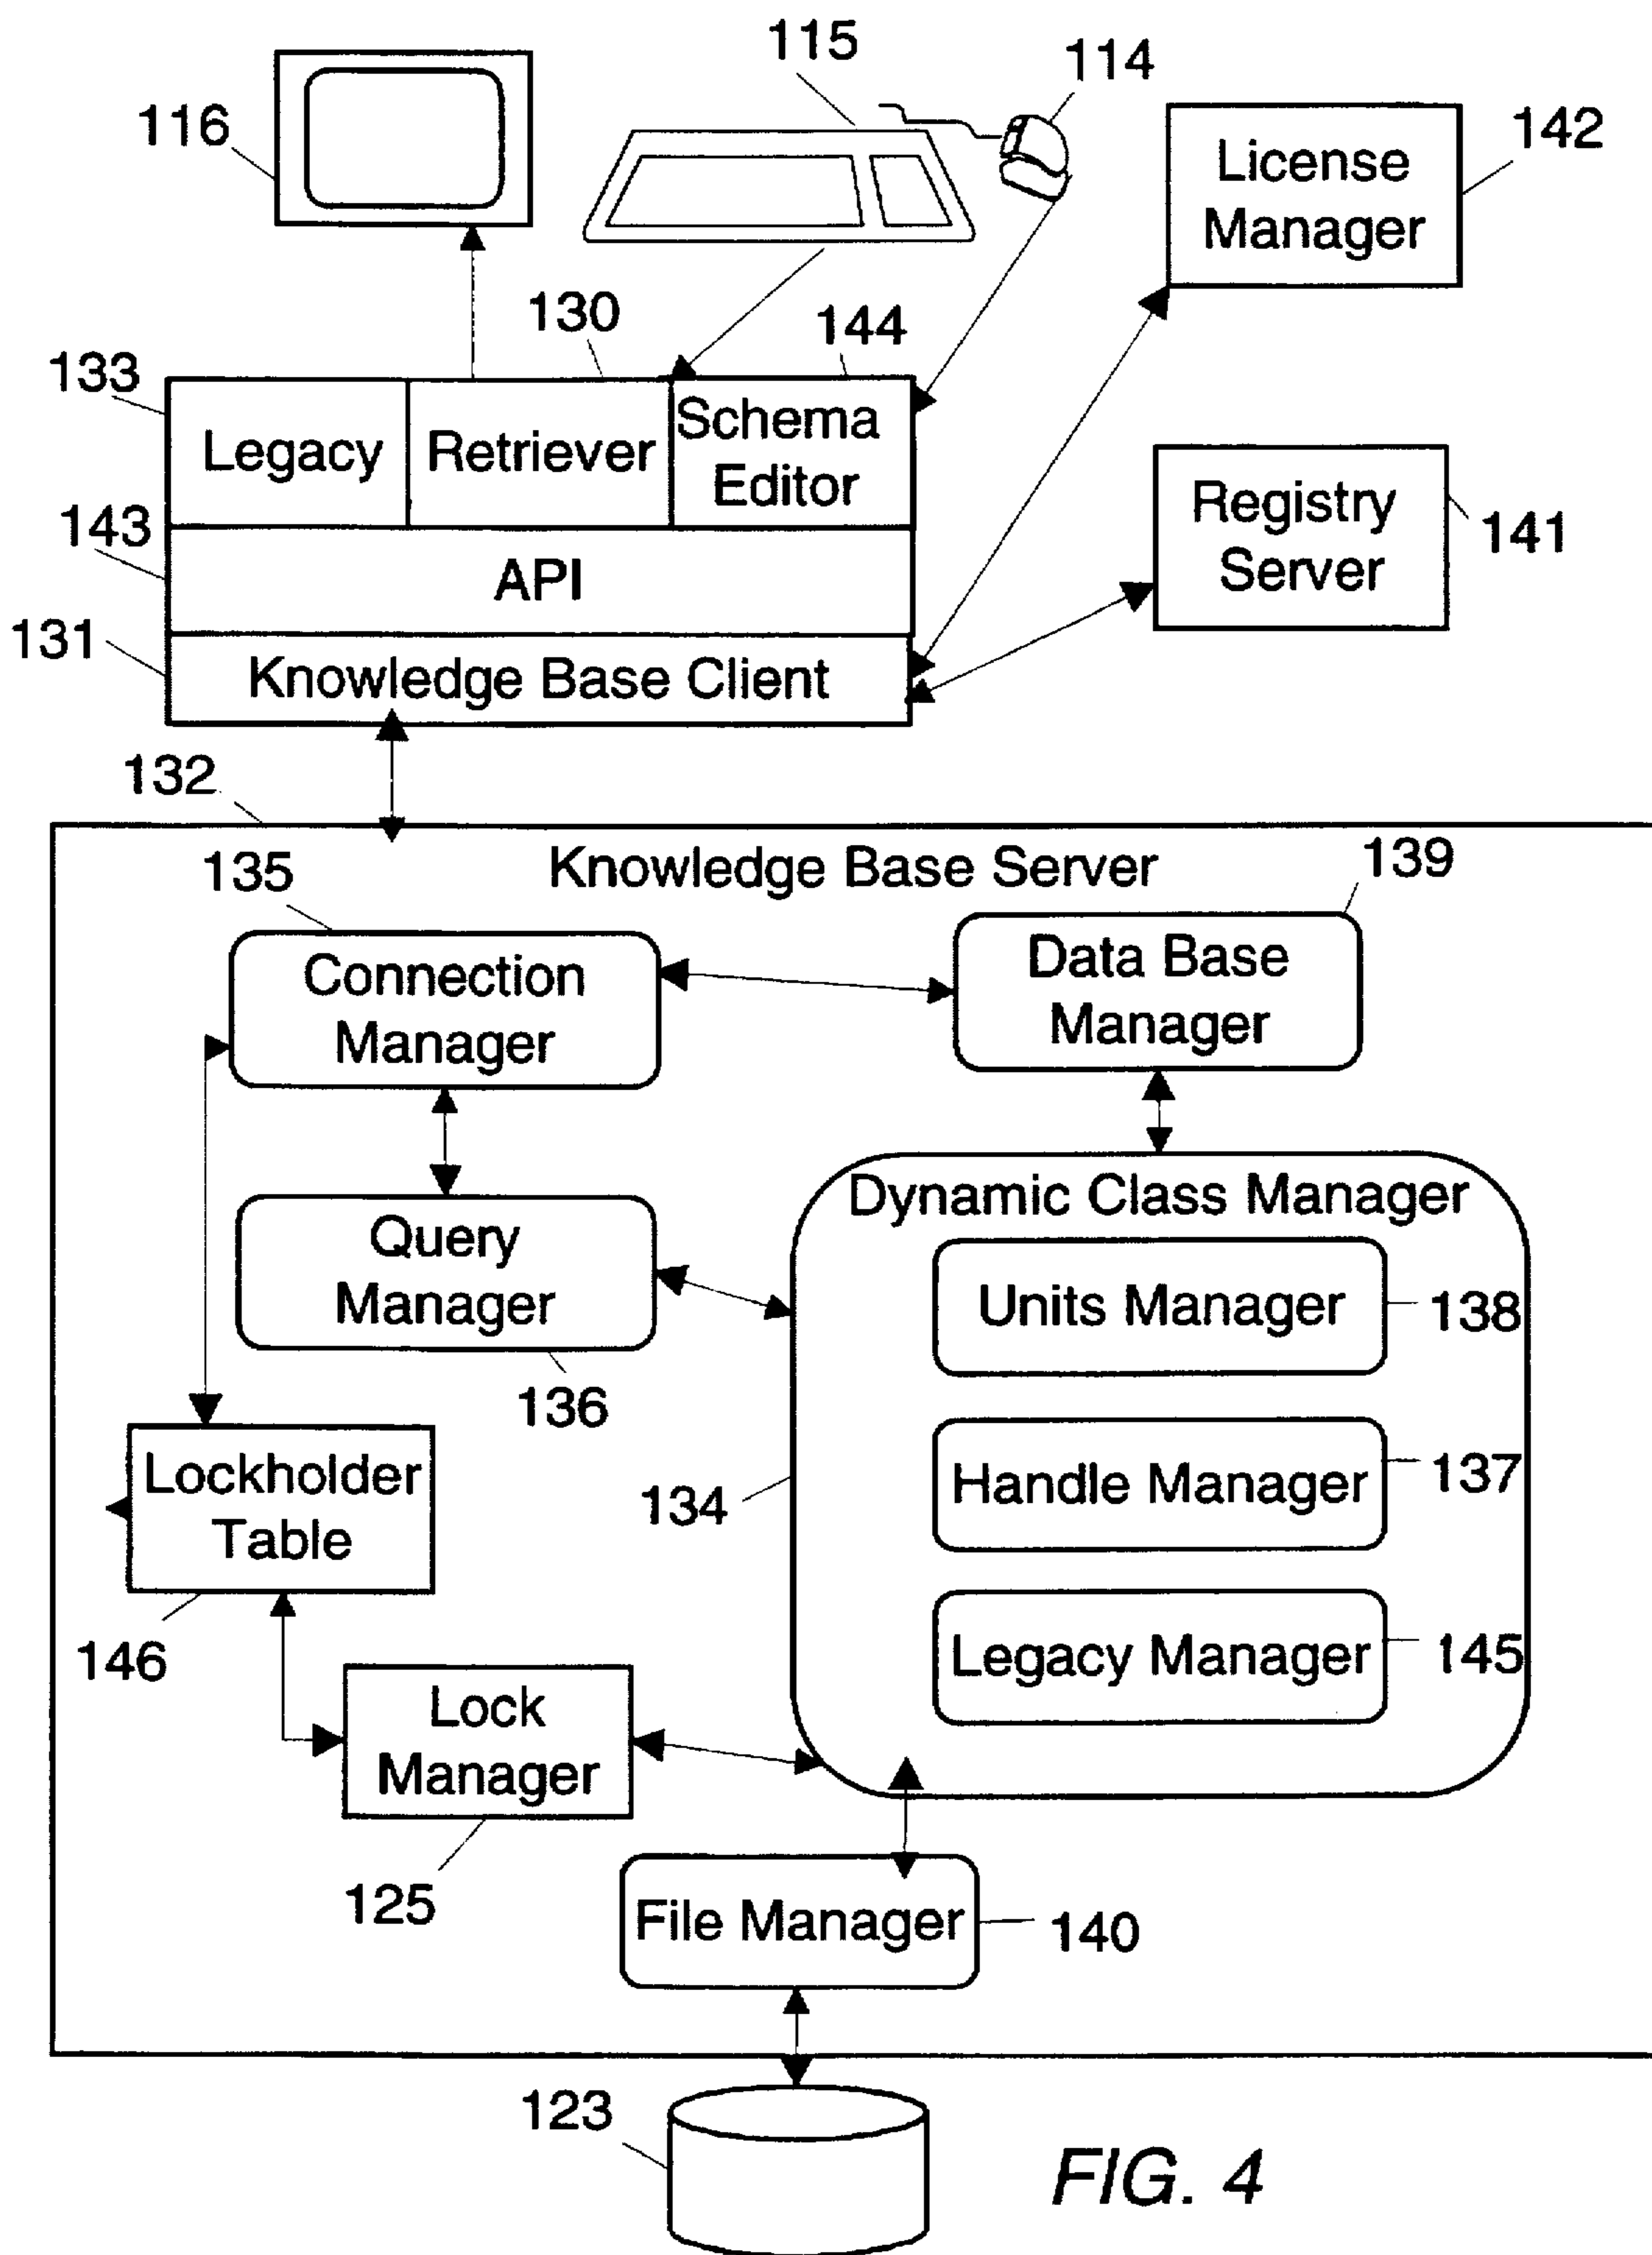 115
114
116
142
License
Manager
130
144
133
Legacy
Retriever
Schema
Editor
Registry
Server
141
143
API
131
Knowledge Base Client
132
Knowledge Base Server
135
139
Connection
Manager
Data Base
Manager
Dynamic Class Manager
Query
Manager
Units Manager
138
136
Lockholder
Table
134
Handle Manager
137
146
Legacy Manager
145
Lock
Manager
125
File Manager
140
123
FIG. 4